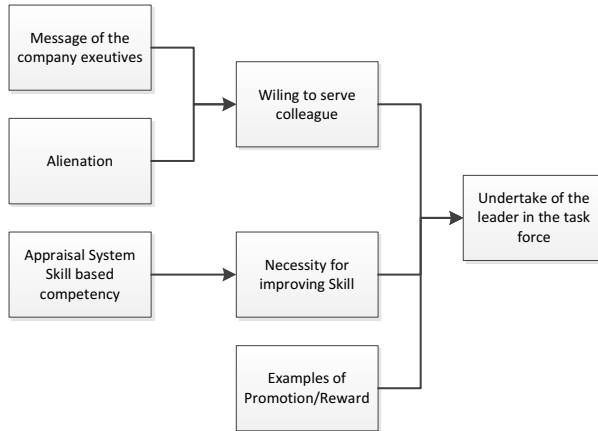 Message of the
company exeutives
Wiling to serve
colleague
Alienation
Undertake of the
leader in the task
force
Appraisal System
Skill based
competency
Necessity for
improving Skill
Examples of
Promotion/Reward